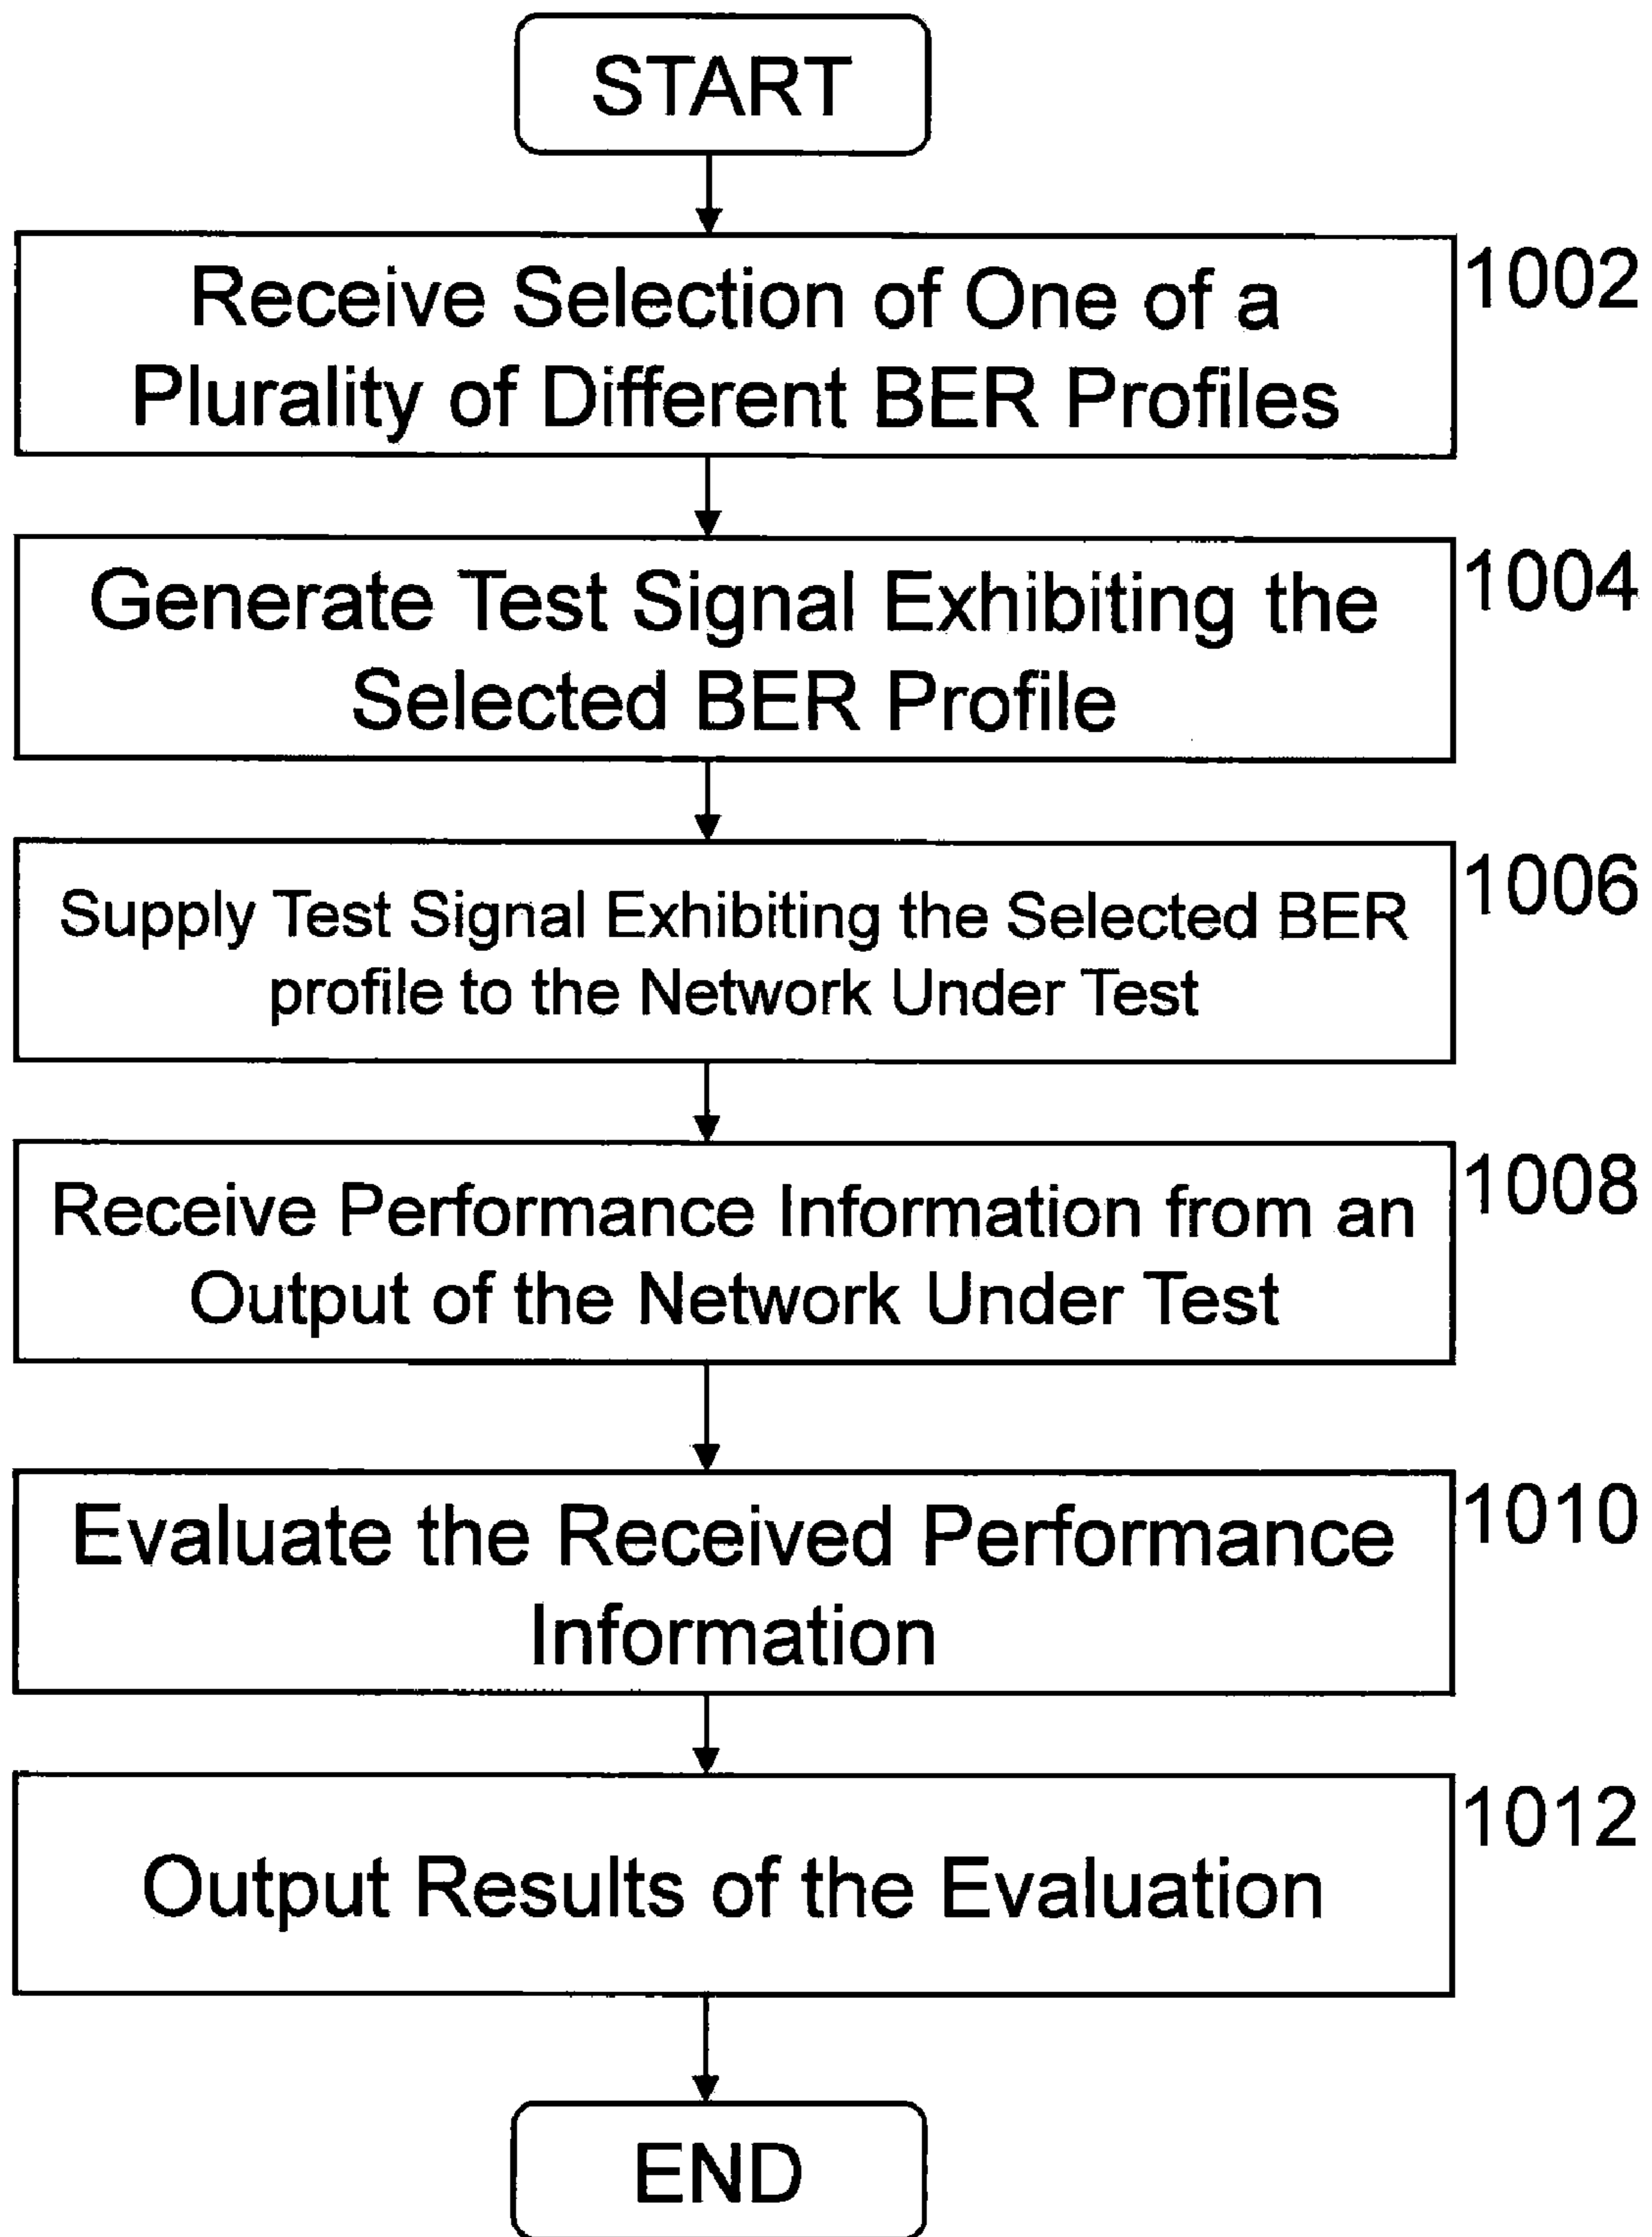 START
Receive Selection of One of a
Plurality of Different BER Profiles
1002
Generate Test Signal Exhibiting the
Selected BER Profile
1004
Supply Test Signal Exhibiting the Selected BER
profile to the Network Under Test
1006
Receive Performance Information from an
Output of the Network Under Test
1008
Evaluate the Received Performance
Information
1010
Output Results of the Evaluation
1012
END